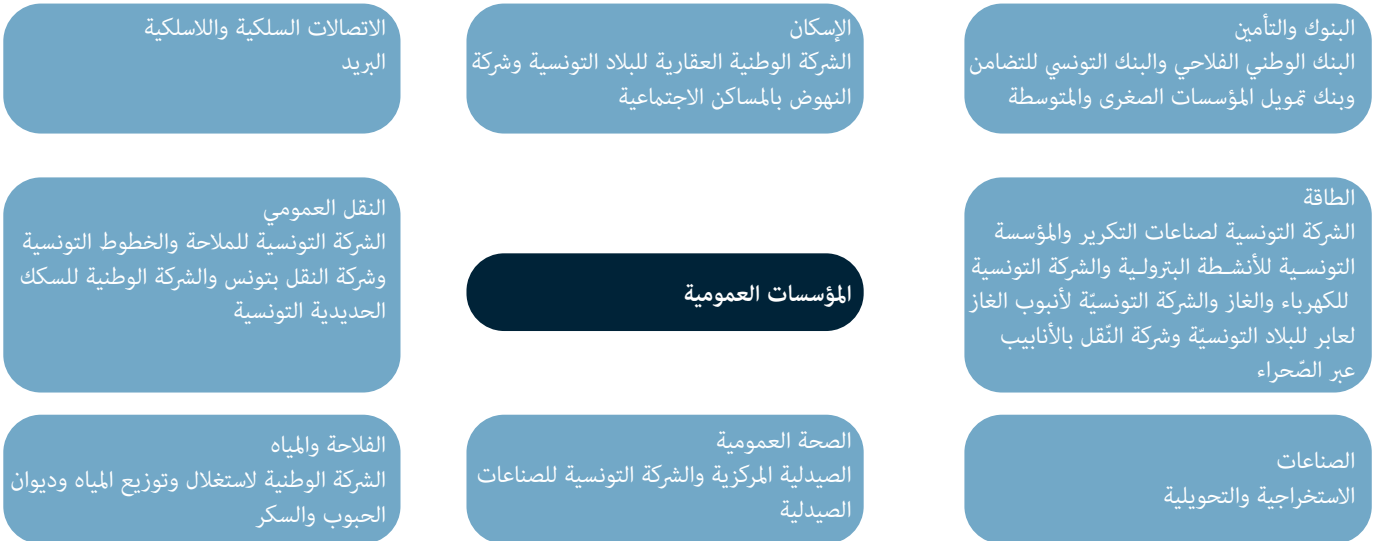 البنوك والتأمين
البنك الوطني الفلاحي والبنك التونسي للتضامن
وبنك تمويل المؤسسات الصغرى والمتوسطة
الإسكان
الشركة الوطنية العقارية للبلاد التونسية وشركة
النهوض بالمساكن الاجتماعية
الاتصالات السلكية واللاسلكية
البريد
الطاقة
الشركة التونسية لصناعات التكرير والمؤسسة
التونسـية للأنشـطة البترولـية والشركة التونسية
للكهرباء والغاز والشركة التونسيّة لأنبوب الغاز
لعابر للبلاد التونسيّة وشركة النّقل بالأنابيب
عبر الصّحراء
المؤسسات العمومية
النقل العمومي
الشركة التونسية للملاحة والخطوط التونسية
وشركة النقل بتونس والشركة الوطنية للسكك
الحديدية التونسية
الصناعات
الاستخراجية والتحويلية
الصحة العمومية
الصيدلية المركزية والشركة التونسية للصناعات
الصيدلية
الفلاحة والمياه
الشركة الوطنية لاستغلال وتوزيع المياه وديوان
الحبوب والسكر